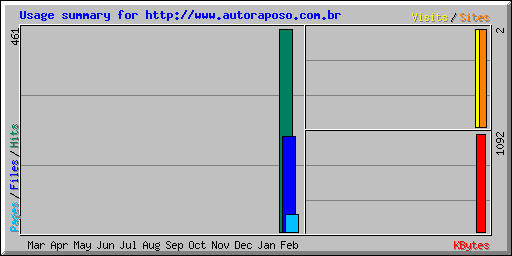 Usage summary for http://www.autoraposo.com.br
Visits/Sites
461
2
Pages/Files/Hits
1092
Mar Apr May Jun Jul Aug Sep Oct Nov Dec Jan Feb
KBytes